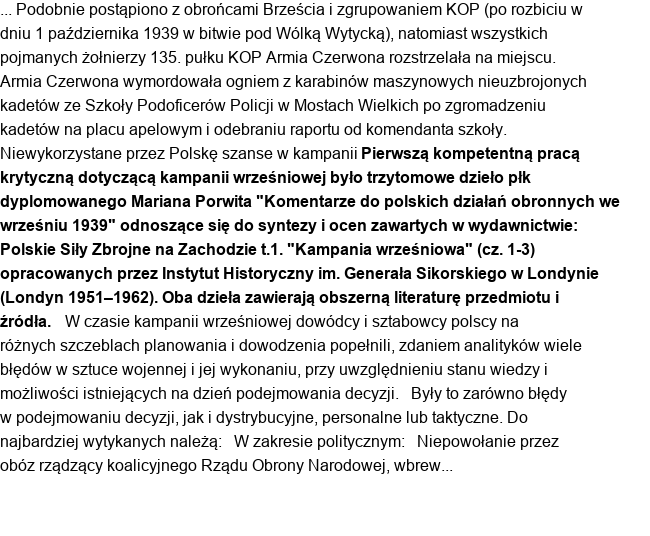 ... Podobnie postąpiono z obrońcami Brześcia i zgrupowaniem KOP (po rozbiciu w
dniu 1 października 1939 w bitwie pod Wólką Wytycką), natomiast wszystkich
pojmanych żołnierzy 135. pułku KOP Armia Czerwona rozstrzelała na miejscu.
Armia Czerwona wymordowała ogniem z karabinów maszynowych nieuzbrojonych
kadetów ze Szkoły Podoficerów Policji w Mostach Wielkich po zgromadzeniu
kadetów na placu apelowym i odebraniu raportu od komendanta szkoły.
Niewykorzystane przez Polskę szanse w kampanii Pierwszą kompetentną pracą
krytyczną dotyczącą kampanii wrześniowej było trzytomowe dzieło płk
dyplomowanego Mariana Porwita "Komentarze do polskich działań obronnych we
wrześniu 1939" odnoszące się do syntezy i ocen zawartych w wydawnictwie:
Polskie Siły Zbrojne na Zachodzie t.1. "Kampania wrześniowa" (cz. 1-3)
opracowanych przez Instytut Historyczny im. Generała Sikorskiego w Londynie
(Londyn 1951–1962). Oba dzieła zawierają obszerną literaturę przedmiotu i
źródła. W czasie kampanii wrześniowej dowódcy i sztabowcy polscy na
różnych szczeblach planowania i dowodzenia popełnili, zdaniem analityków wiele
błędów w sztuce wojennej i jej wykonaniu, przy uwzględnieniu stanu wiedzy i
możliwości istniejących na dzień podejmowania decyzji. Były to zarówno błędy
w podejmowaniu decyzji, jak i dystrybucyjne, personalne lub taktyczne. Do
najbardziej wytykanych należą: W zakresie politycznym: Niepowołanie przez
obóz rządzący koalicyjnego Rządu Obrony Narodowej, wbrew...